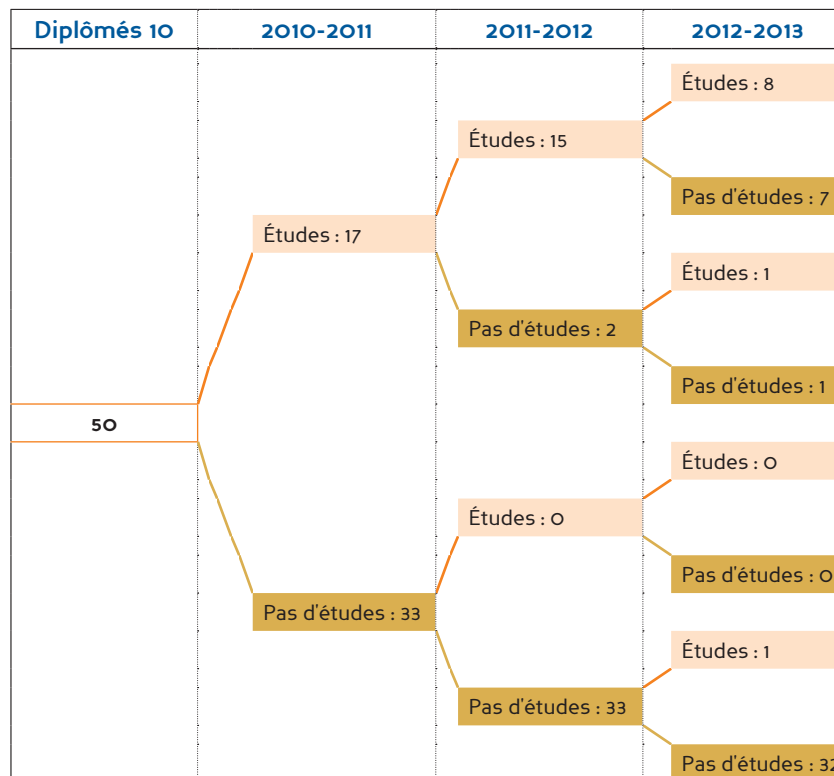 Diplômés 10 2010-2011 2011-2012 2012-2013
Études : 8
Études : 15
Pas d'études : 7
Études : 17
Études : 1
Pas d'études : 2
Pas d'études : 1
50
Études : 0
Études : 0
Pas d'études : 0
Pas d'études : 33
Études : 1
Pas d'études : 33
Pas d'études : 32